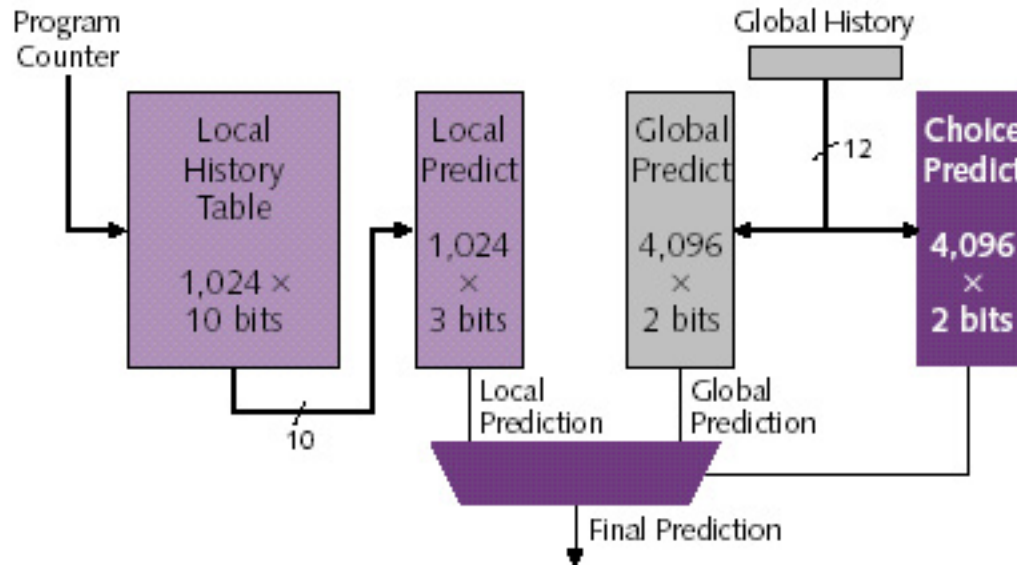 Program
Counter
Global History
Local
History
Table
1,024 ×
10 bits
Local
Predict
1,024
×
3 bits
Global
Predict
4,096
×
2 bits
12
Choice
Predict
4,096
×
2 bits
10
Local
Prediction
Global
Prediction
Final Prediction